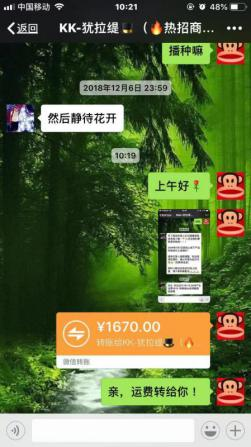 中国移动
10:21
48%
返回
KK-犹拉缇🎩（🔥热招商...
播种嘛
2018年12月6日 23:59
然后静待花开
10:19
上午好🌹
¥1670.00
转账给KK-犹拉缇🎩（🔥
微信转账
亲，运费转给你！